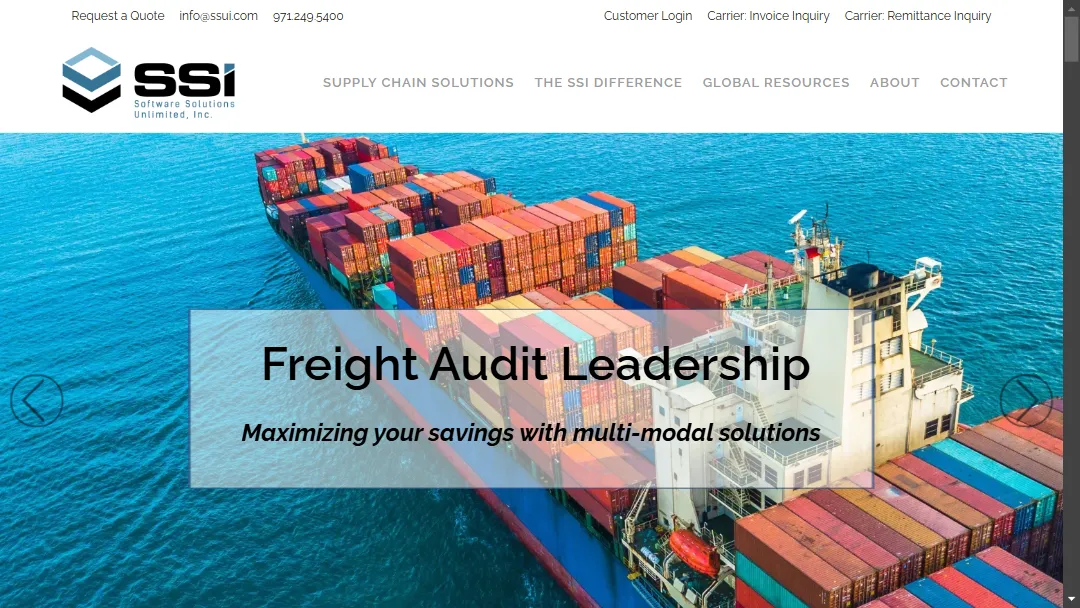 Request a Quote info@ssui.com 971.249.5400 Customer Login Carrier: Invoice Inquiry Carrier: Remittance Inquiry
SSi
Software Solutions
Unlimited, Inc.
SUPPLY CHAIN SOLUTIONS THE SSI DIFFERENCE GLOBAL RESOURCES ABOUT CONTACT
Freight Audit Leadership
Maximizing your savings with multi-modal solutions